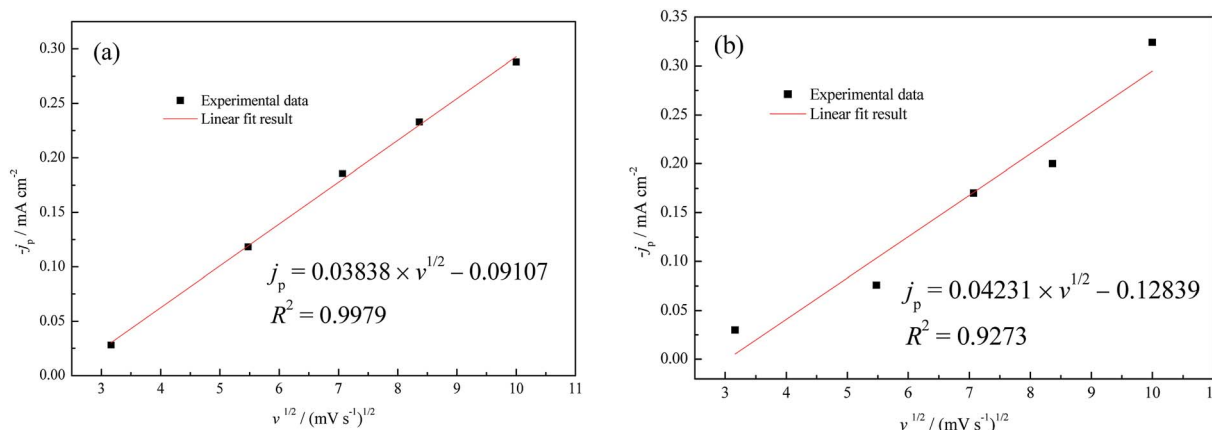 (a)
0.30
0.25
0.20
0.15
0.10
0.05
0.00
-jp / mA cm-2
Experimental data
Linear fit result
jp = 0.03838 × v1/2 − 0.09107
R2 = 0.9979
3 4 5 6 7 8 9 10 11
v 1/2 / (mV s-1)1/2
(b)
0.35
0.30
0.25
0.20
0.15
0.10
0.05
0.00
-jp / mA cm-2
Experimental data
Linear fit result
jp = 0.04231 × v1/2 − 0.12839
R2 = 0.9273
3 4 5 6 7 8 9 10 11
v 1/2 / (mV s-1)1/2